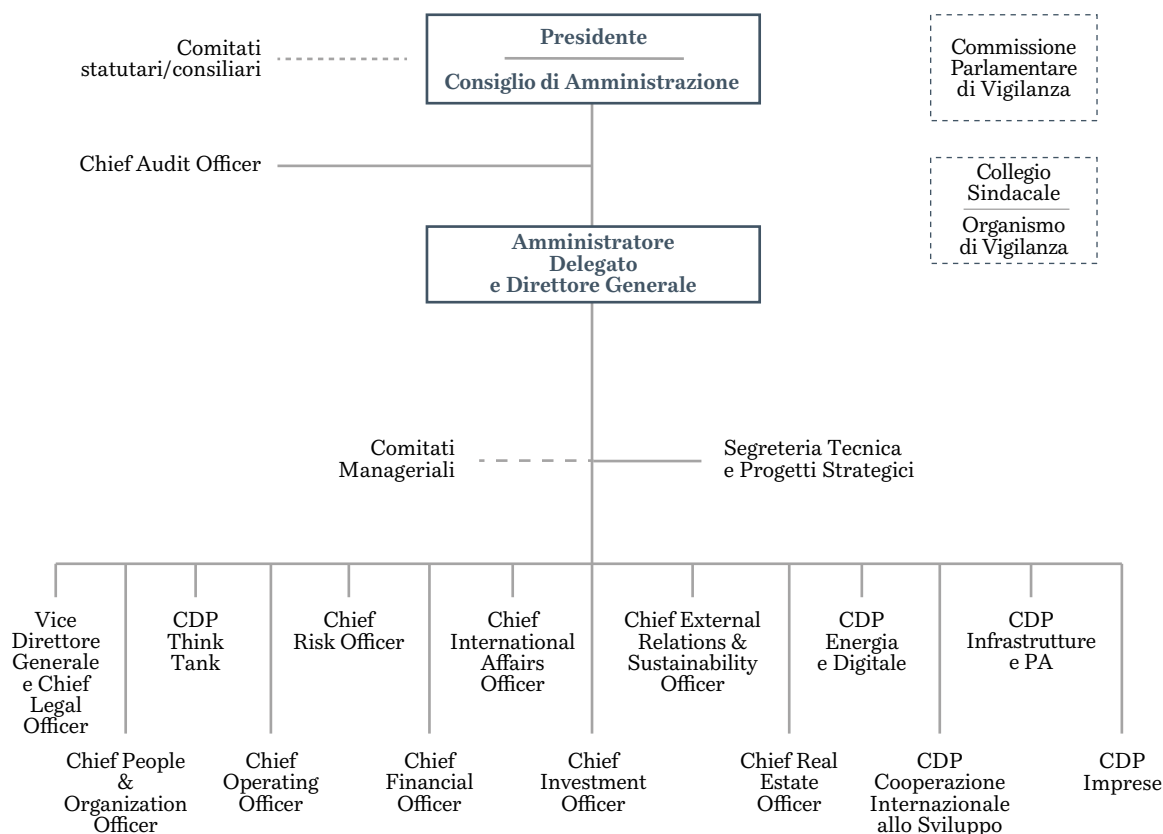 Presidente
Consiglio di Amministrazione
Comitati
statutari/consiliari
Commissione
Parlamentare
di Vigilanza
Chief Audit Officer
Collegio
Sindacale
Organismo
di Vigilanza
Amministratore
Delegato
e Direttore Generale
Comitati
Manageriali
Segreteria Tecnica
e Progetti Strategici
Vice
Direttore
Generale
e Chief
Legal
Officer
CDP
Think
Tank
Chief
Risk Officer
Chief
International
Affairs
Officer
Chief External
Relations &
Sustainability
Officer
CDP
Energia
e Digitale
CDP
Infrastrutture
e PA
Chief People
&
Organization
Officer
Chief
Operating
Officer
Chief
Financial
Officer
Chief
Investment
Officer
Chief Real
Estate
Officer
CDP
Cooperazione
Internazionale
allo Sviluppo
CDP
Imprese